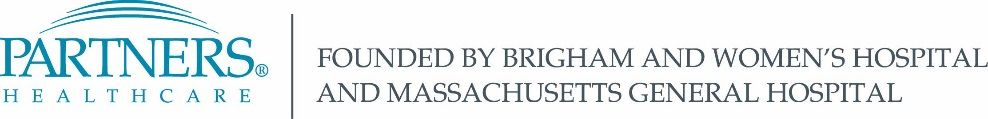 PARTNERS®
HEALTHCARE
FOUNDED BY BRIGHAM AND WOMEN'S HOSPITAL
AND MASSACHUSETTS GENERAL HOSPITAL